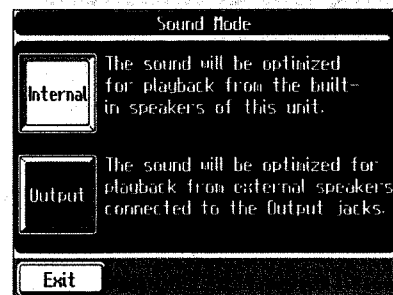 Sound Mode
Internal
The sound will be optimized
for playback from the built-
in speakers of this unit.
Output
The sound will be optimized for
playback from external speakers
connected to the Output jacks.
Exit